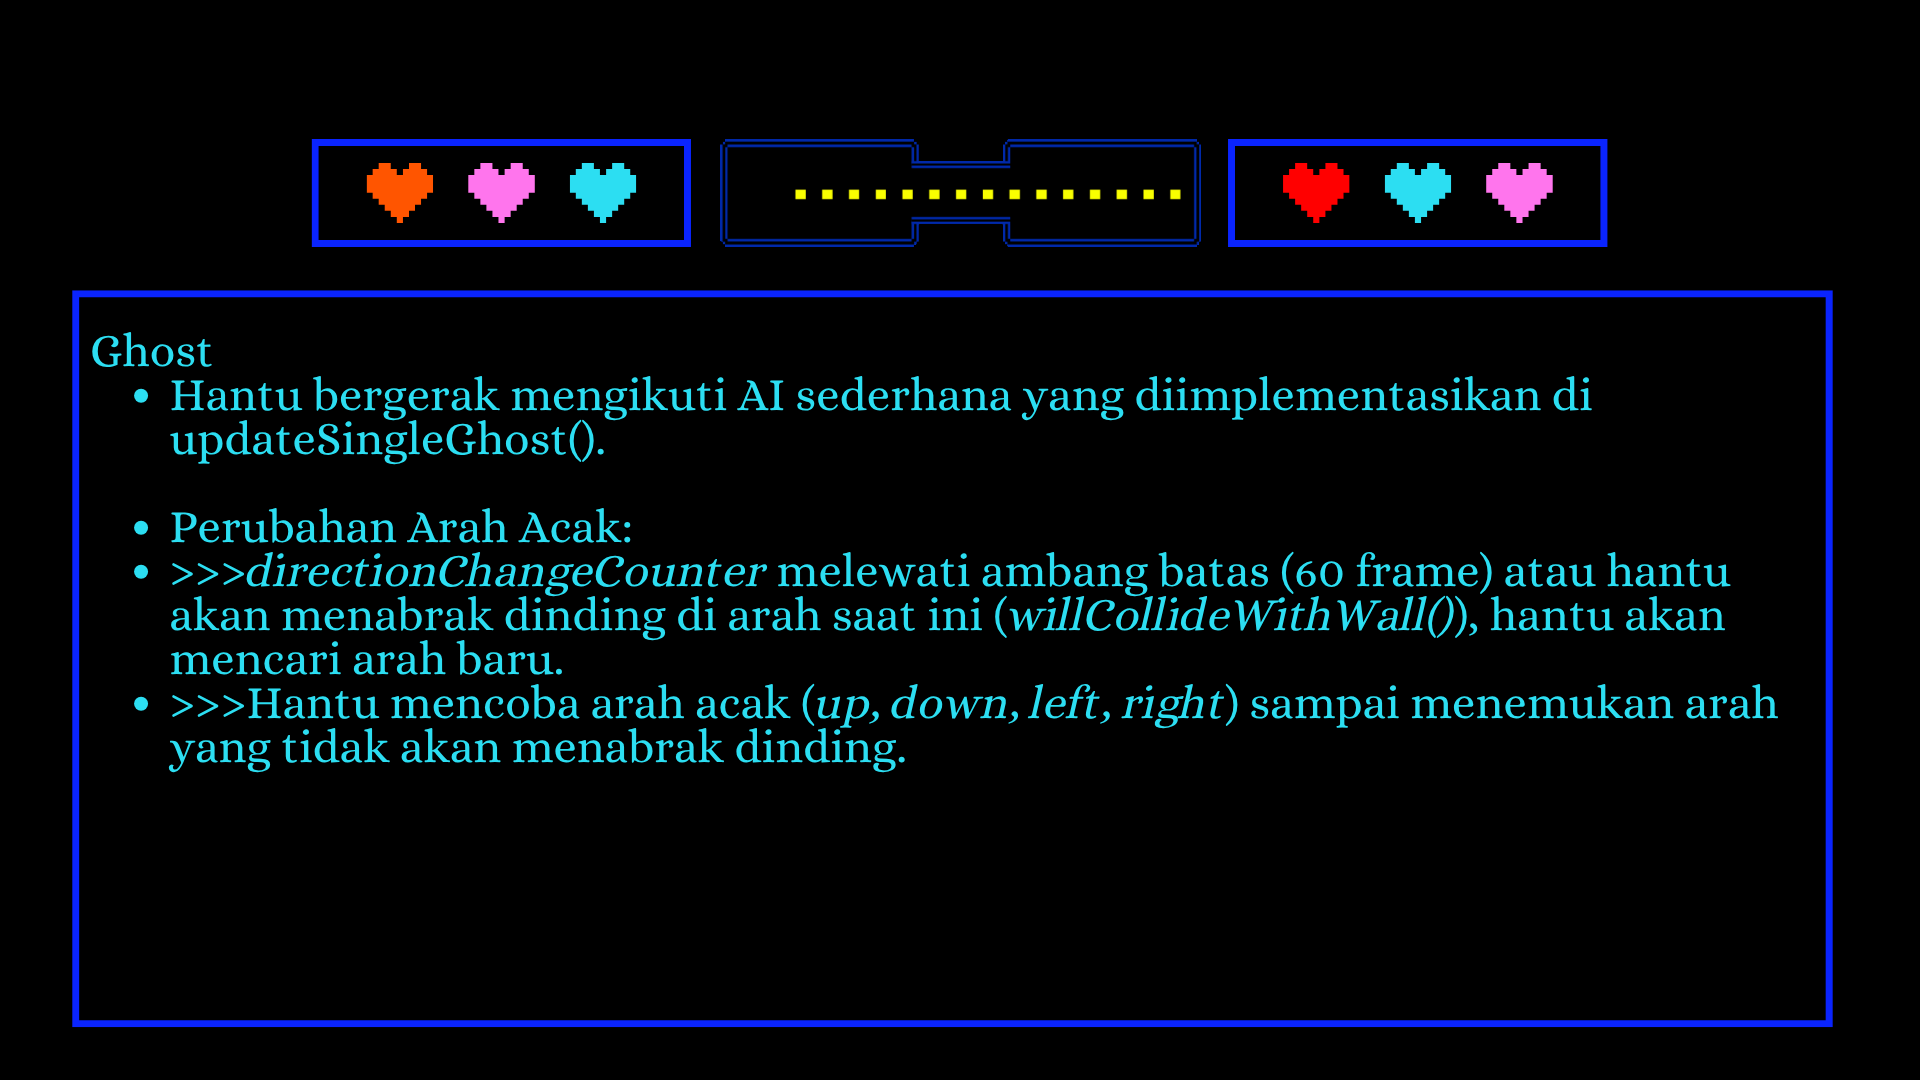 Ghost
• Hantu bergerak mengikuti AI sederhana yang diimplementasikan di
updateSingleGhost().
• Perubahan Arah Acak:
• >>>directionChangeCounter melewati ambang batas (60 frame) atau hantu
akan menabrak dinding di arah saat ini (willCollideWithWall()), hantu akan
mencari arah baru.
• >>>Hantu mencoba arah acak (up, down, left, right) sampai menemukan arah
yang tidak akan menabrak dinding.